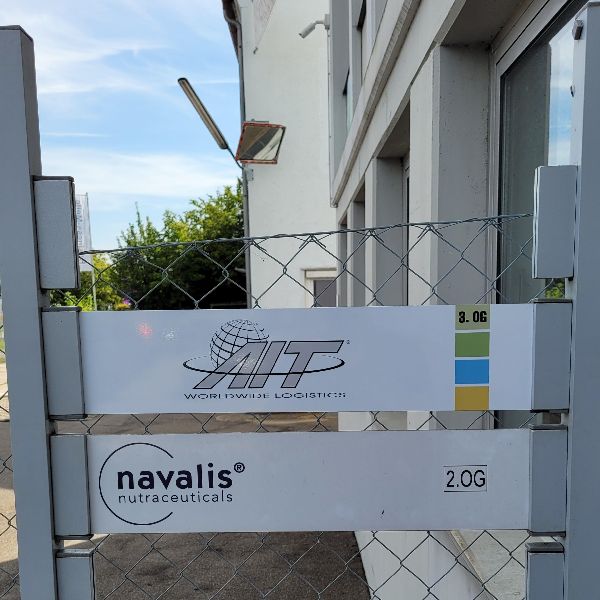 3. OG
AIT®
WORLDWIDE LOGISTICS
navalis®
nutraceuticals
2.OG